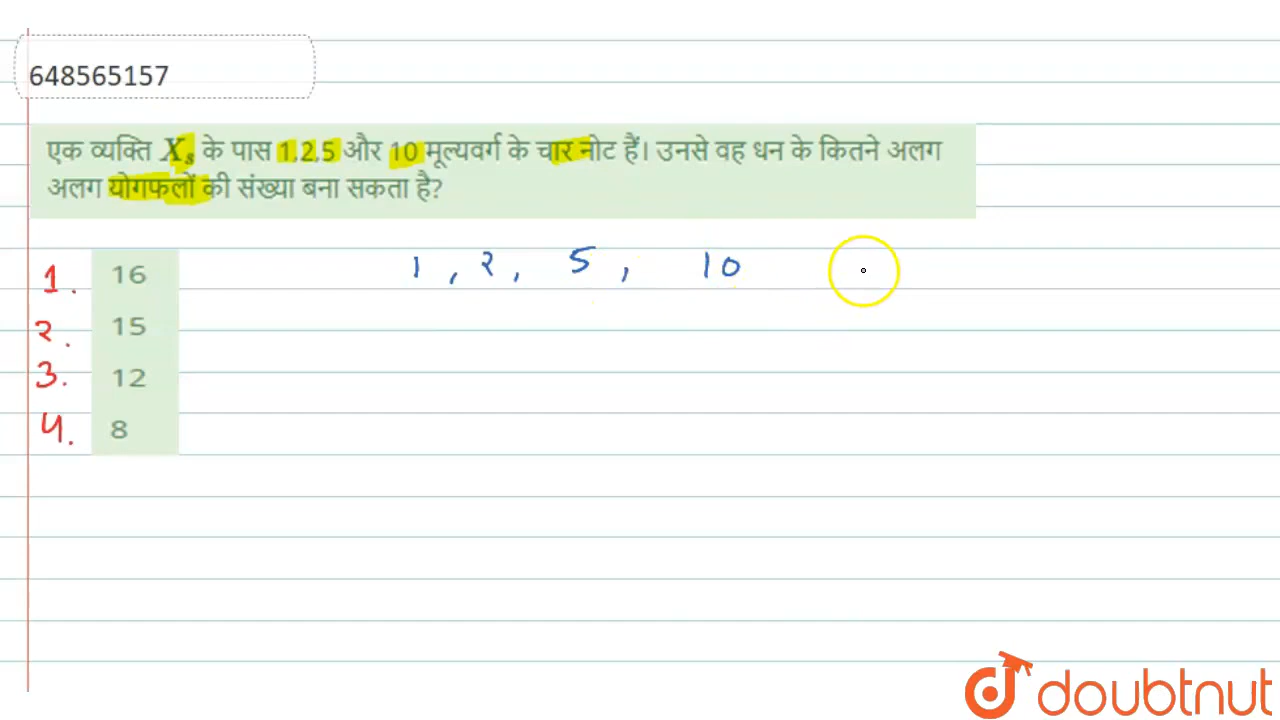 648565157
एक व्यक्ति Xs के पास 1,2,5 और 10 मूल्यवर्ग के चार नोट हैं। उनसे वह धन के कितने अलग
अलग योगफलों की संख्या बना सकता है?
1. 16
2. 15
3. 12
4. 8
1, 2, 5, 10
doubtnut